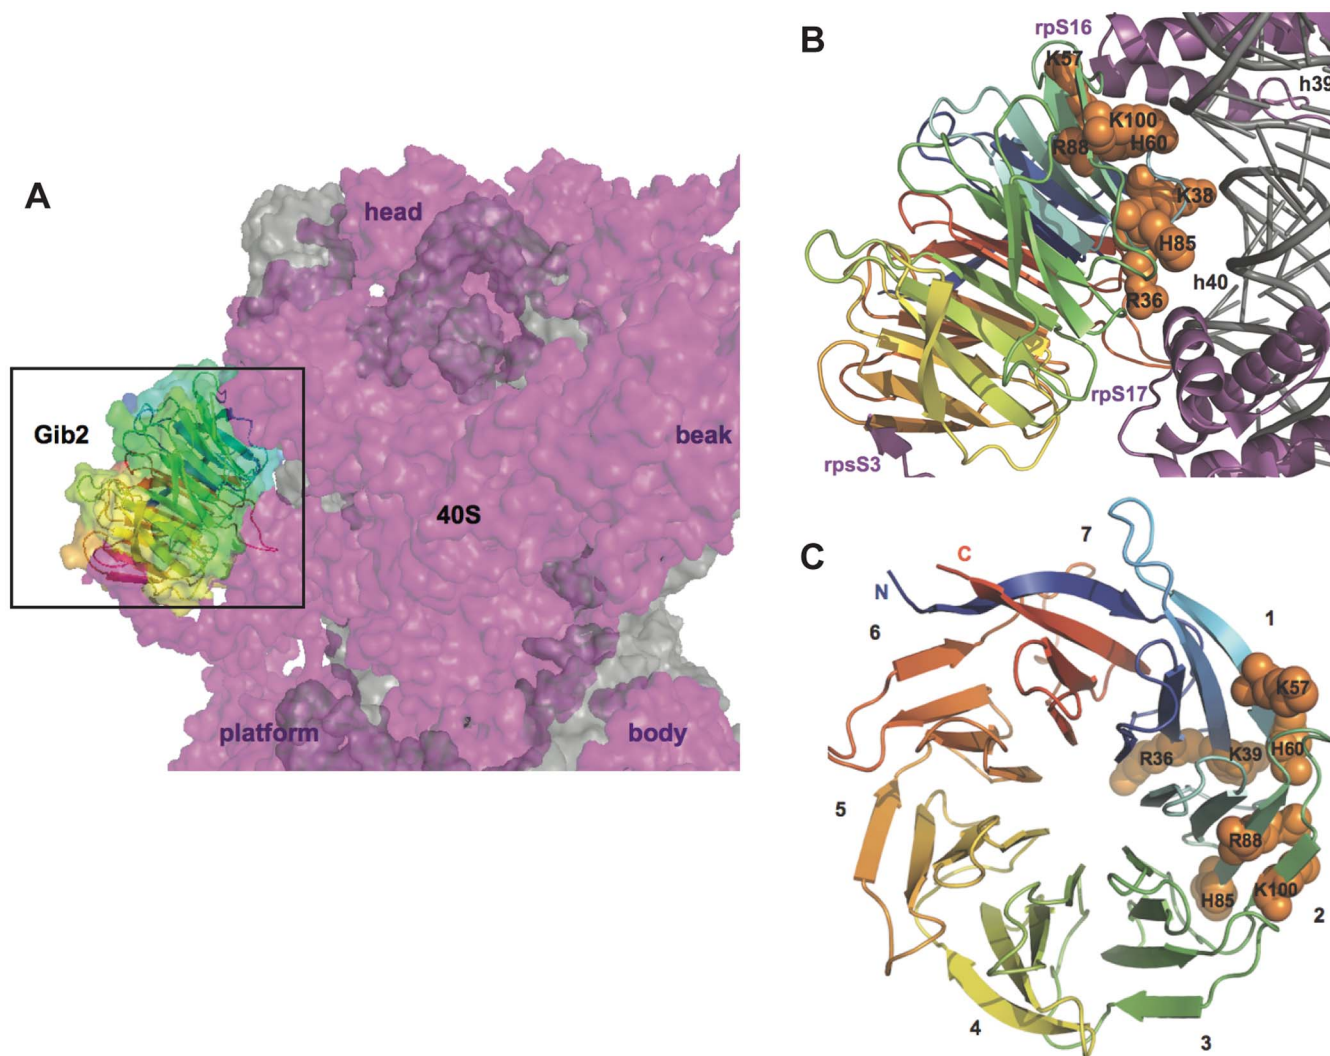 A
head
Gib2
beak
40S
platform
body
B
rpS16
K57
h39
K100
R88
H60
K38
H85
h40
R36
rpS17
rpsS3
C
7
C
N
6
1
K57
R36
K39
H60
5
R88
H85
K100
2
4
3